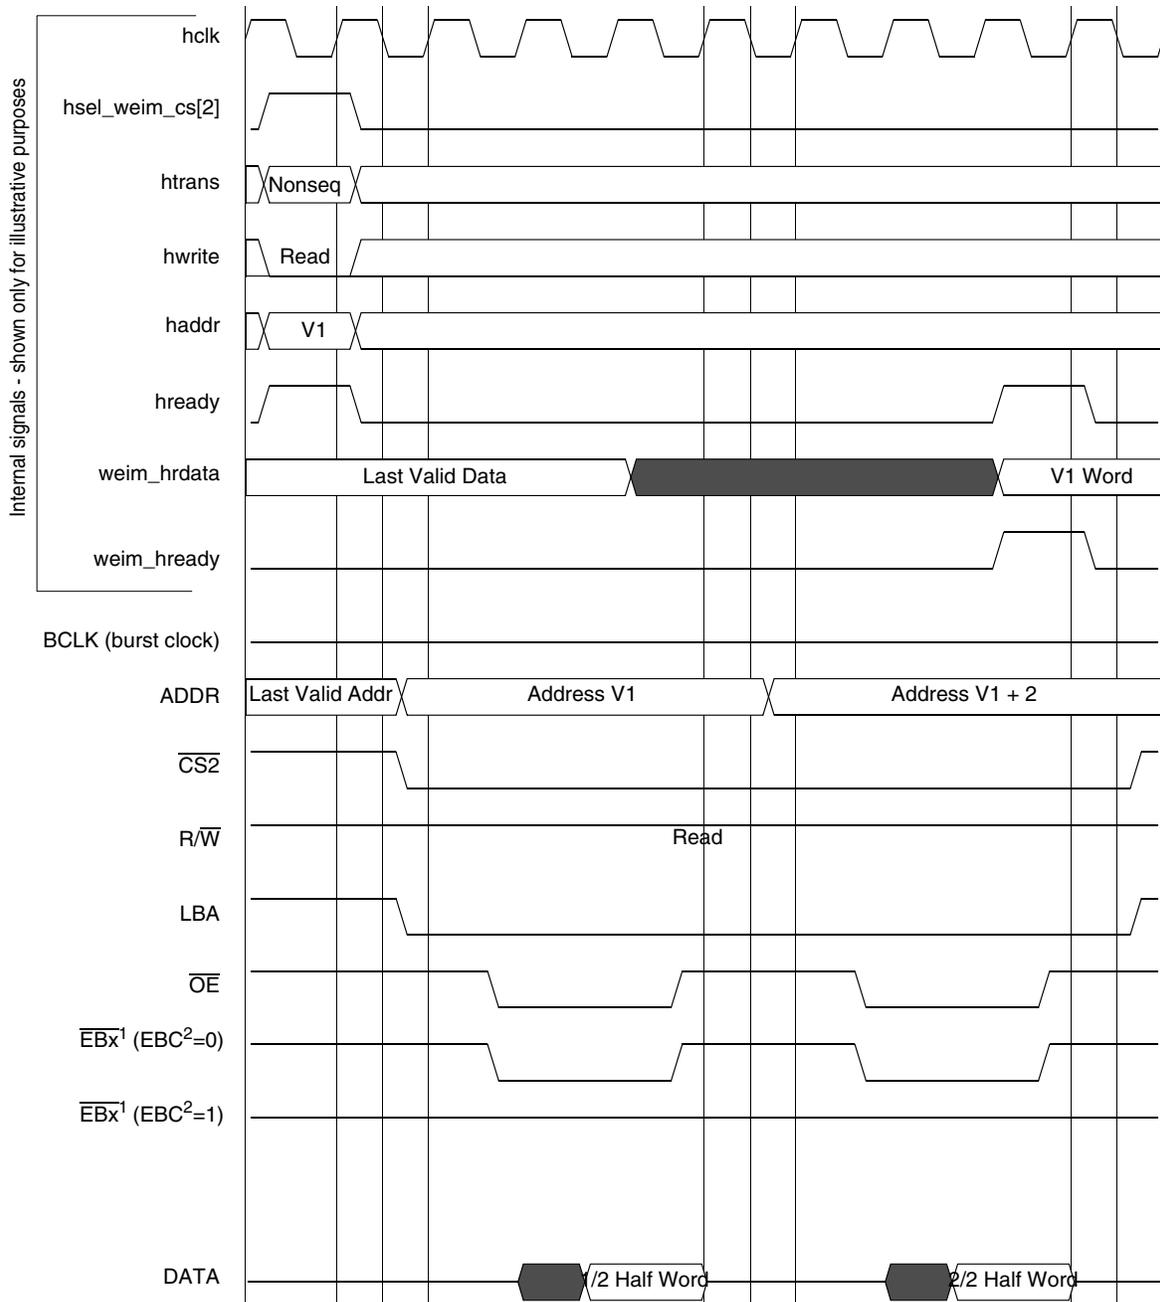 Internal signals - shown only for illustrative purposes
hclk
hsel_weim_cs[2]
htrans
Nonseq
hwrite
Read
haddr
V1
hready
weim_hrdata
Last Valid Data
V1 Word
weim_hready
BCLK (burst clock)
ADDR
Last Valid Addr
Address V1
Address V1 + 2
CS2
R/W
Read
LBA
OE
EBx1 (EBC2=0)
EBx1 (EBC2=1)
DATA
1/2 Half Word
2/2 Half Word